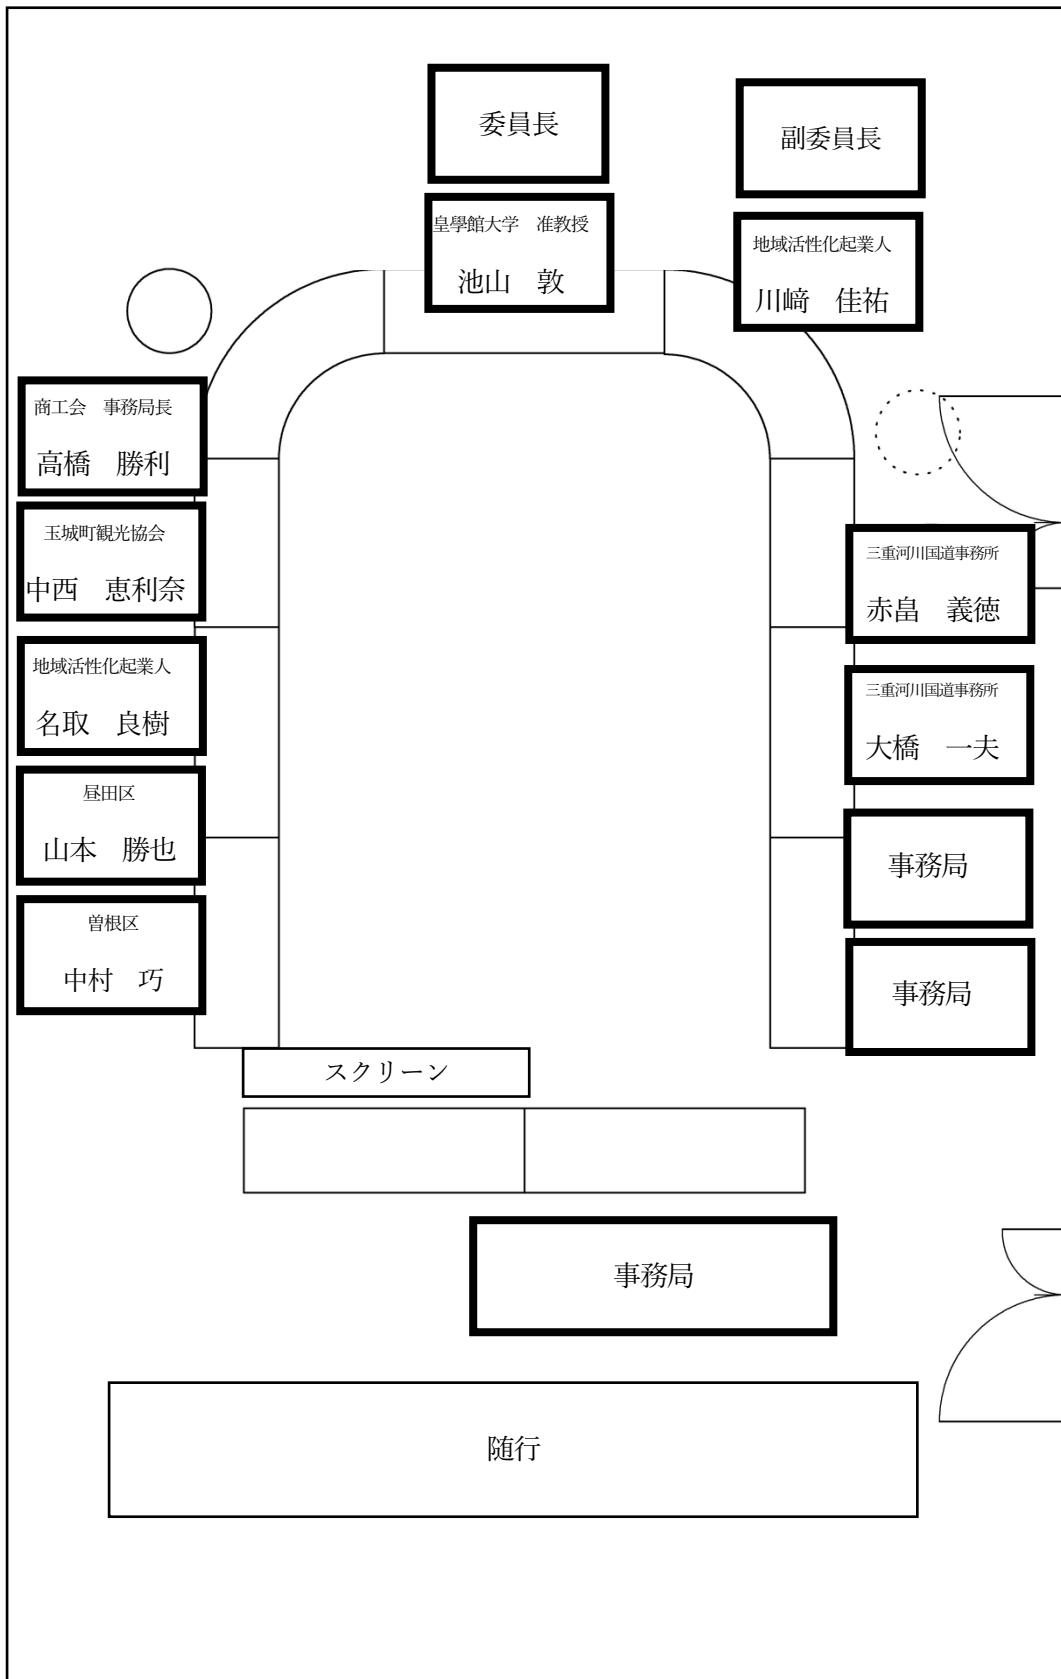 委員長
副委員長
皇學館大学　准教授
池山　敦
地域活性化起業人
川﨑　佳祐
商工会　事務局長
高橋　勝利
玉城町観光協会
中西　恵利奈
地域活性化起業人
名取　良樹
昼田区
山本　勝也
曽根区
中村　巧
三重河川国道事務所
赤畠　義徳
三重河川国道事務所
大橋　一夫
事務局
事務局
スクリーン
事務局
随行